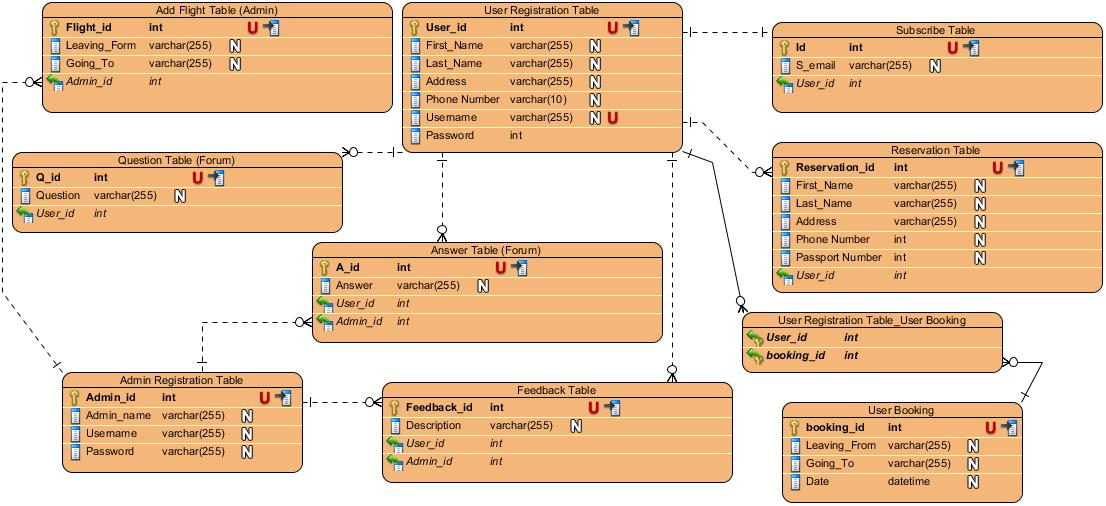 Add Flight Table (Admin)
Flight_id int U
Leaving_Form varchar(255) N
Going_To varchar(255) N
Admin_id int
User Registration Table
User_id int U
First_Name varchar(255) N
Last_Name varchar(255) N
Address varchar(255) N
Phone Number varchar(10) N
Username varchar(255) N U
Password int
Subscribe Table
Id int U
S_email varchar(255) N
User_id int
Question Table (Forum)
Q_id int U
Question varchar(255) N
User_id int
Reservation Table
Reservation_id int U
First_Name varchar(255) N
Last_Name varchar(255) N
Address varchar(255) N
Phone Number int N
Passport Number int N
User_id int
Answer Table (Forum)
A_id int U
Answer varchar(255) N
User_id int
Admin_id int
User Registration Table_User Booking
User_id int
booking_id int
Admin Registration Table
Admin_id int U
Admin_name varchar(255) N
Username varchar(255) N
Password varchar(255) N
Feedback Table
Feedback_id int U
Description varchar(255) N
User_id int
Admin_id int
User Booking
booking_id int U
Leaving_From varchar(255) N
Going_To varchar(255) N
Date datetime N